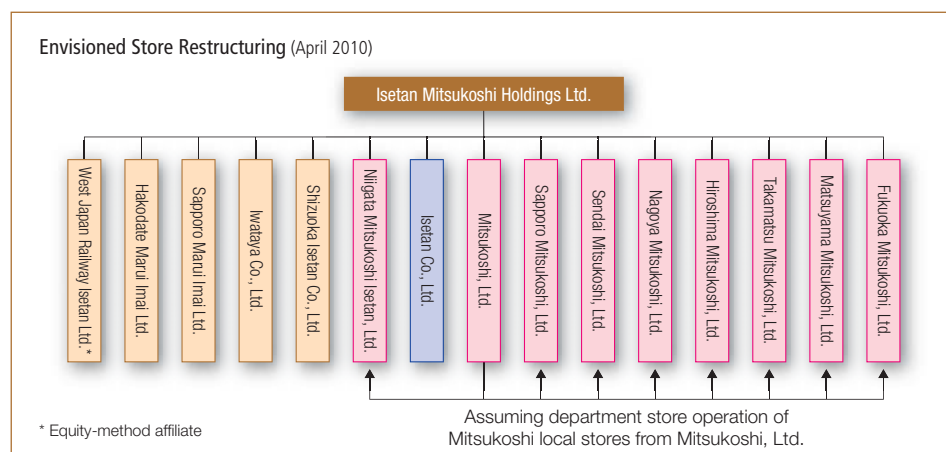 Envisioned Store Restructuring (April 2010)
Isetan Mitsukoshi Holdings Ltd.
West Japan Railway Isetan Ltd. *
Hakodate Marui Imai Ltd.
Sapporo Marui Imai Ltd.
Iwataya Co., Ltd.
Shizuoka Isetan Co., Ltd.
Niigata Mitsukoshi Isetan, Ltd.
Isetan Co., Ltd.
Mitsukoshi, Ltd.
Sapporo Mitsukoshi, Ltd.
Sendai Mitsukoshi, Ltd.
Nagoya Mitsukoshi, Ltd.
Hiroshima Mitsukoshi, Ltd.
Takamatsu Mitsukoshi, Ltd.
Matsuyama Mitsukoshi, Ltd.
Fukuoka Mitsukoshi, Ltd.
Assuming department store operation of
Mitsukoshi local stores from Mitsukoshi, Ltd.
* Equity-method affiliate